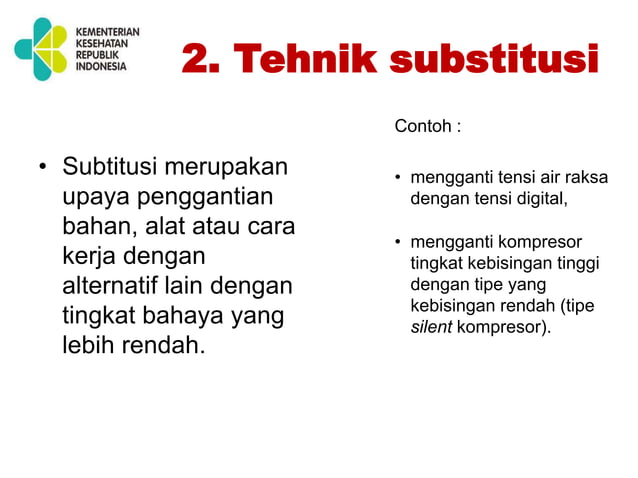 KEMENTERIAN
KESEHATAN
REPUBLIK
INDONESIA
2. Tehnik substitusi
• Subtitusi merupakan
upaya penggantian
bahan, alat atau cara
kerja dengan
alternatif lain dengan
tingkat bahaya yang
lebih rendah.
Contoh :
• mengganti tensi air raksa
dengan tensi digital,
• mengganti kompresor
tingkat kebisingan tinggi
dengan tipe yang
kebisingan rendah (tipe
silent kompresor).